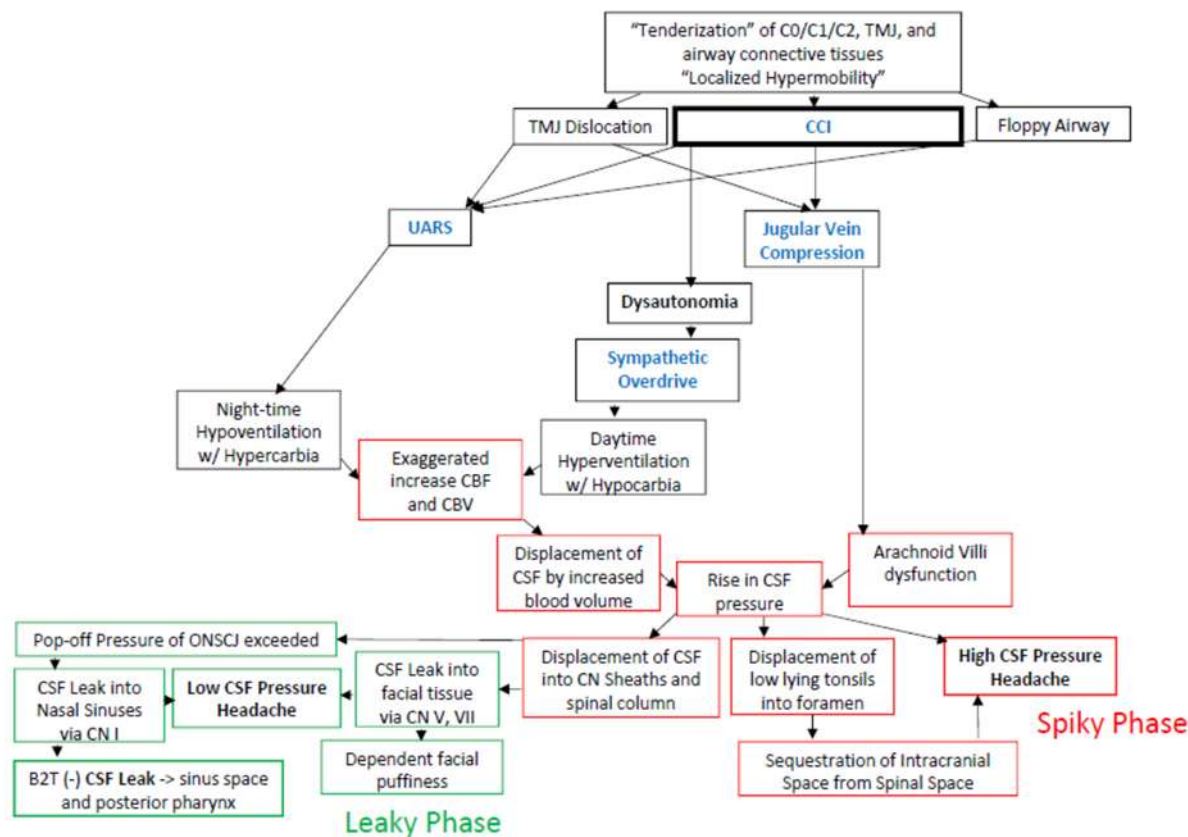 “Tenderization” of C0/C1/C2, TMJ, and
airway connective tissues
“Localized Hypermobility”
TMJ Dislocation
CCI
Floppy Airway
UARS
Jugular Vein
Compression
Dysautonomia
Sympathetic
Overdrive
Night-time
Hypoventilation
w/ Hypercarbia
Exaggerated
increase CBF
and CBV
Daytime
Hyperventilation
w/ Hypocarbia
Displacement of
CSF by increased
blood volume
Rise in CSF
pressure
Arachnoid Villi
dysfunction
Pop-off Pressure of ONSCJ exceeded
CSF Leak into
Nasal Sinuses
via CN I
Low CSF Pressure
Headache
CSF Leak into
facial tissue
via CN V, VII
Displacement of CSF
into CN Sheaths and
spinal column
Displacement of
low lying tonsils
into foramen
High CSF Pressure
Headache
Spiky Phase
B2T (-) CSF Leak -> sinus space
and posterior pharynx
Dependent facial
puffiness
Sequestration of Intracranial
Space from Spinal Space
Leaky Phase